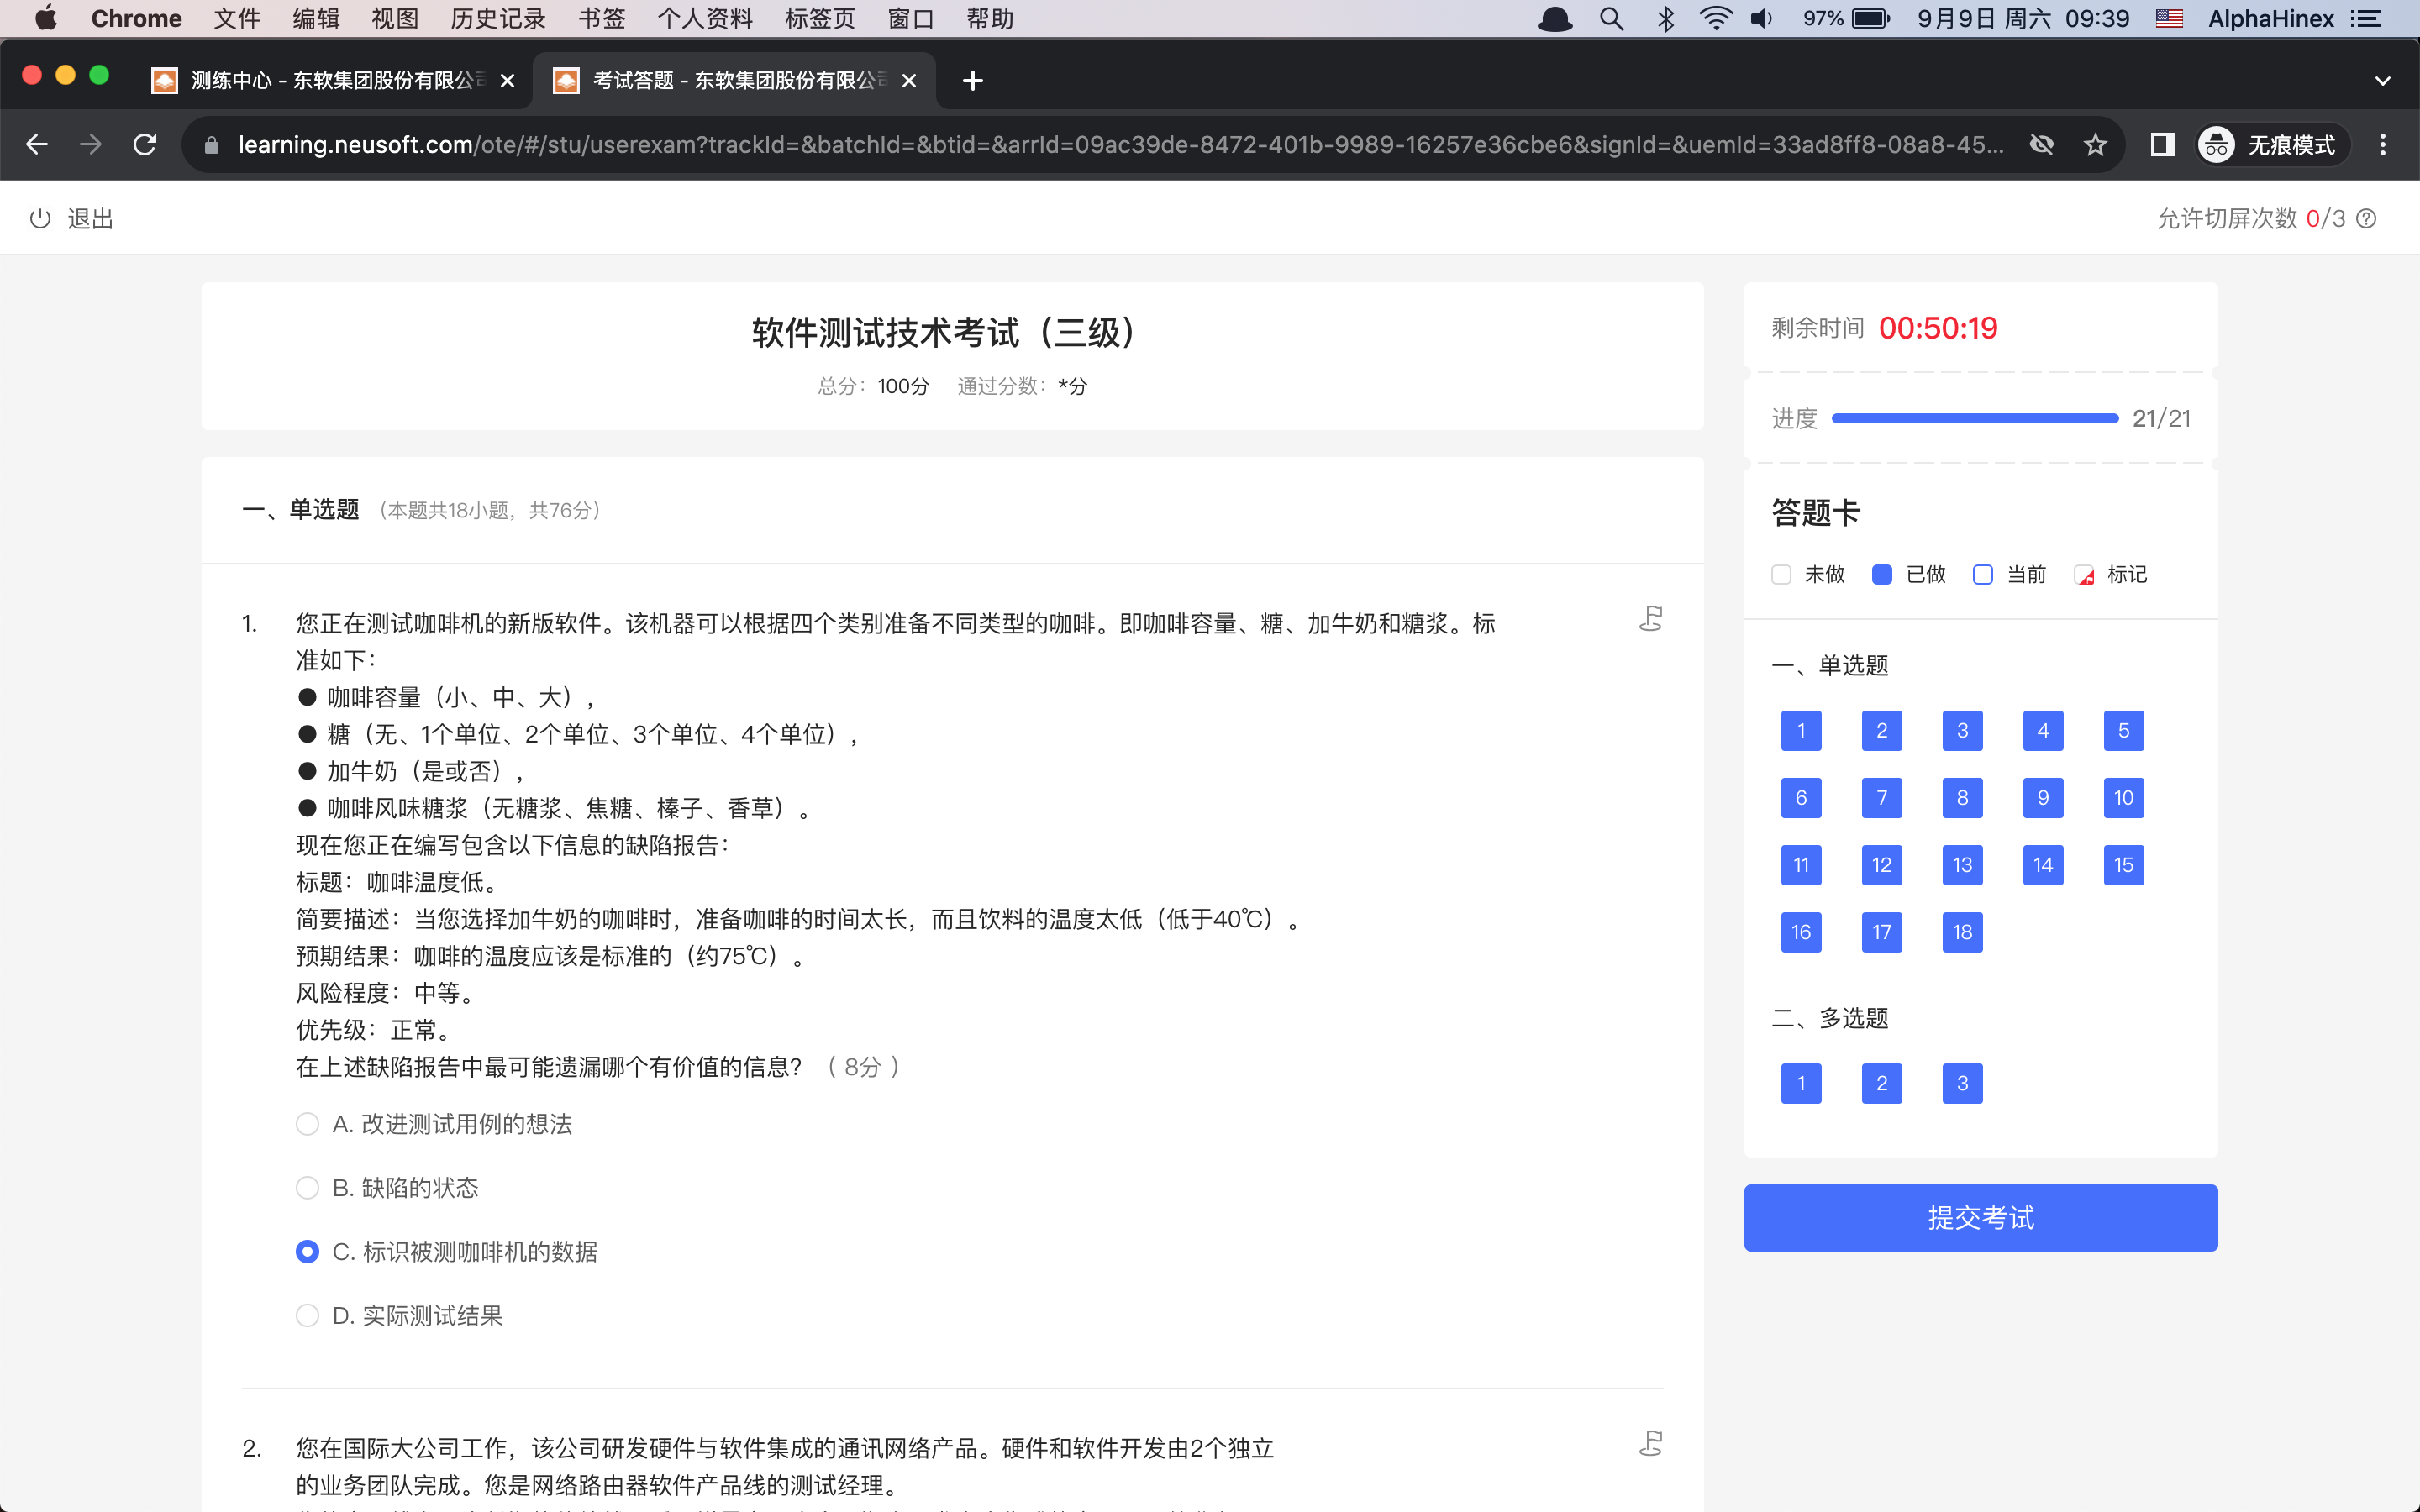 Chrome 文件 编辑 视图 历史记录 书签 个人资料 标签页 窗口 帮助 97% 9月9日 周六 09:39 AlphaHinex
测练中心 - 东软集团股份有限公司 考试答题 - 东软集团股份有限公司
learning.neusoft.com/ote/#/stu/userexam?trackId=&batchId=&btid=&arrId=09ac39de-8472-401b-9989-16257e36cbe6&signId=&uemId=33ad8ff8-08a8-45... 无痕模式
退出 允许切屏次数 0/3
软件测试技术考试（三级）
总分：100分 通过分数：*分
一、单选题 （本题共18小题，共76分）
1. 您正在测试咖啡机的新版软件。该机器可以根据四个类别准备不同类型的咖啡。即咖啡容量、糖、加牛奶和糖浆。标
准如下：
● 咖啡容量（小、中、大），
● 糖（无、1个单位、2个单位、3个单位、4个单位），
● 加牛奶（是或否），
● 咖啡风味糖浆（无糖浆、焦糖、榛子、香草）。
现在您正在编写包含以下信息的缺陷报告：
标题：咖啡温度低。
简要描述：当您选择加牛奶的咖啡时，准备咖啡的时间太长，而且饮料的温度太低（低于40℃）。
预期结果：咖啡的温度应该是标准的（约75℃）。
风险程度：中等。
优先级：正常。
在上述缺陷报告中最可能遗漏哪个有价值的信息？（ 8分 ）
A. 改进测试用例的想法
B. 缺陷的状态
C. 标识被测咖啡机的数据
D. 实际测试结果
2. 您在国际大公司工作，该公司研发硬件与软件集成的通讯网络产品。硬件和软件开发由2个独立
的业务团队完成。您是网络路由器软件产品线的测试经理。
剩余时间 00:50:19
进度 21/21
答题卡
未做 已做 当前 标记
一、单选题
1 2 3 4 5
6 7 8 9 10
11 12 13 14 15
16 17 18
二、多选题
1 2 3
提交考试